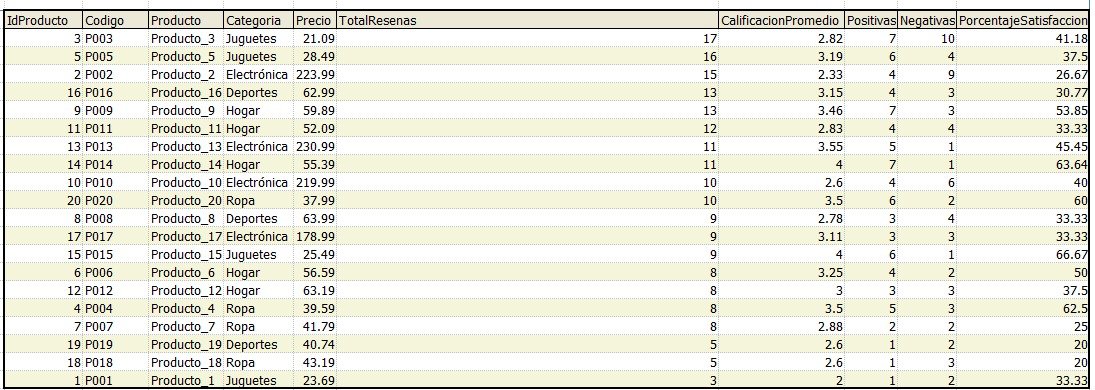 IdProducto Codigo Producto Categoria Precio TotalResenas CalificacionPromedio Positivas Negativas PorcentajeSatisfaccion
3 P003 Producto_3 Juguetes 21.09 17 2.82 7 10 41.18
5 P005 Producto_5 Juguetes 28.49 16 3.19 6 4 37.5
2 P002 Producto_2 Electrónica 223.99 15 2.33 4 9 26.67
16 P016 Producto_16 Deportes 62.99 13 3.15 4 3 30.77
9 P009 Producto_9 Hogar 59.89 13 3.46 7 3 53.85
11 P011 Producto_11 Hogar 52.09 12 2.83 4 4 33.33
13 P013 Producto_13 Electrónica 230.99 11 3.55 5 1 45.45
14 P014 Producto_14 Hogar 55.39 11 4 7 1 63.64
10 P010 Producto_10 Electrónica 219.99 10 2.6 4 6 40
20 P020 Producto_20 Ropa 37.99 10 3.5 6 2 60
8 P008 Producto_8 Deportes 63.99 9 2.78 3 4 33.33
17 P017 Producto_17 Electrónica 178.99 9 3.11 3 3 33.33
15 P015 Producto_15 Juguetes 25.49 9 4 6 1 66.67
6 P006 Producto_6 Hogar 56.59 8 3.25 4 2 50
12 P012 Producto_12 Hogar 63.19 8 3 3 3 37.5
4 P004 Producto_4 Ropa 39.59 8 3.5 5 3 62.5
7 P007 Producto_7 Ropa 41.79 8 2.88 2 2 25
19 P019 Producto_19 Deportes 40.74 5 2.6 1 2 20
18 P018 Producto_18 Ropa 43.19 5 2.6 1 3 20
1 P001 Producto_1 Juguetes 23.69 3 2 1 2 33.33